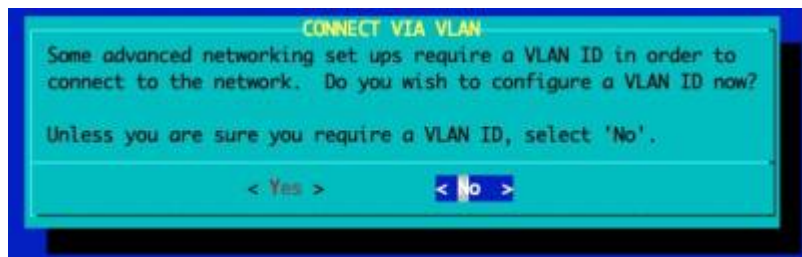 CONNECT VIA VLAN
Some advanced networking set ups require a VLAN ID in order to
connect to the network.  Do you wish to configure a VLAN ID now?
Unless you are sure you require a VLAN ID, select 'No'.
< Yes > < No >